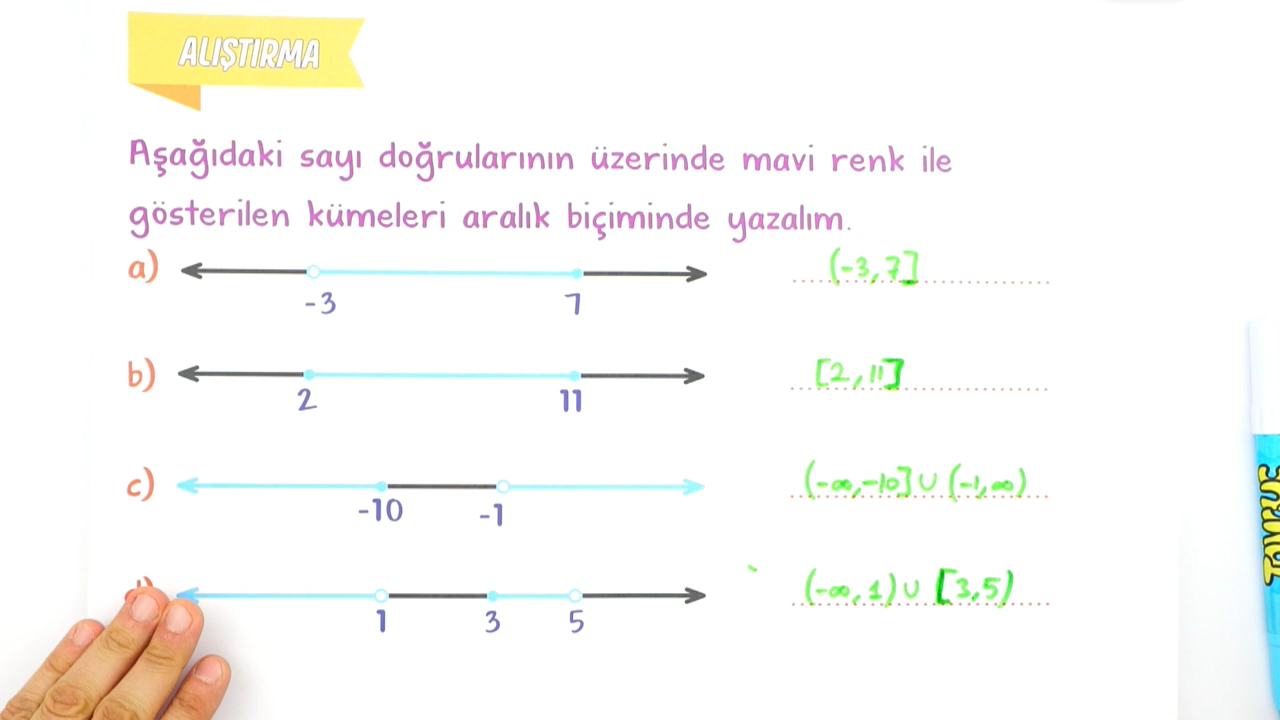 ALIŞTIRMA
Aşağıdaki sayı doğrularının üzerinde mavi renk ile
gösterilen kümeleri aralık biçiminde yazalım.
a) (-3,7]
-3 7
b) [2,11]
2 11
c) (-∞,-10]∪(-1,∞)
-10 -1
(-∞,1)∪[3,5)
1 3 5
TONGUÇ